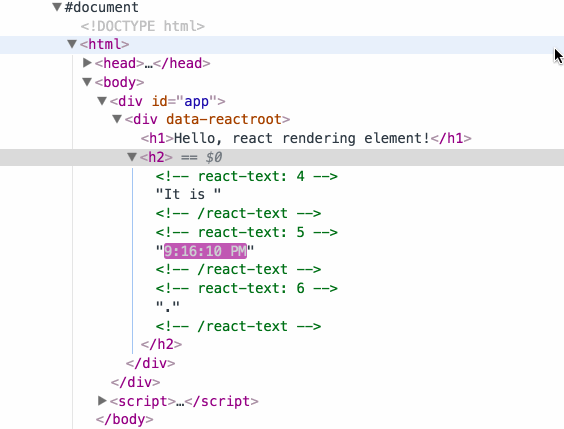 #document
<!DOCTYPE html>
<html>
<head>…</head>
<body>
<div id="app">
<div data-reactroot>
<h1>Hello, react rendering element!</h1>
<h2> == $0
<!-- react-text: 4 -->
"It is "
<!-- /react-text -->
<!-- react-text: 5 -->
"9:16:10 PM"
<!-- /react-text -->
<!-- react-text: 6 -->
"."
<!-- /react-text -->
</h2>
</div>
</div>
<script>…</script>
</body>